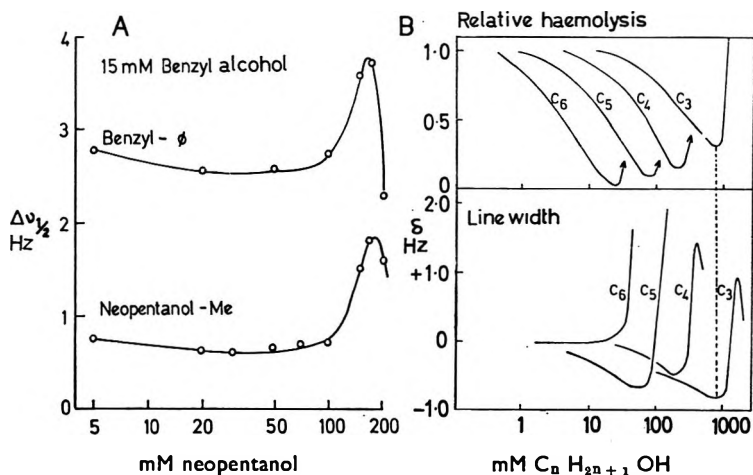 A
15 mM Benzyl alcohol
Benzyl - ø
Neopentanol - Me
Δν½
Hz
4
3
2
1
0
5
10
20
50
100
200
mM neopentanol
B
Relative haemolysis
1.0
0.5
0
C6
C5
C4
C3
Line width
δ
Hz
2.0
+1.0
0
-1.0
C6
C5
C4
C3
1
10
100
1000
mM CnH2n+1OH